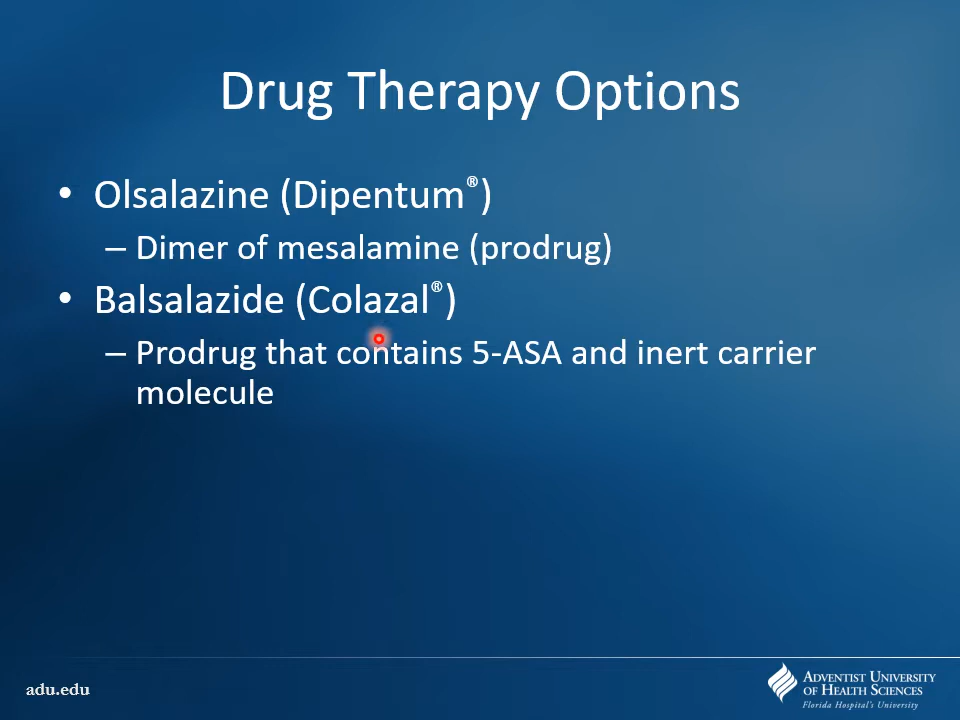 Drug Therapy Options
• Olsalazine (Dipentum®)
– Dimer of mesalamine (prodrug)
• Balsalazide (Colazal®)
– Prodrug that contains 5-ASA and inert carrier
molecule
adu.edu
ADVENTIST UNIVERSITY
OF HEALTH SCIENCES
Florida Hospital's University